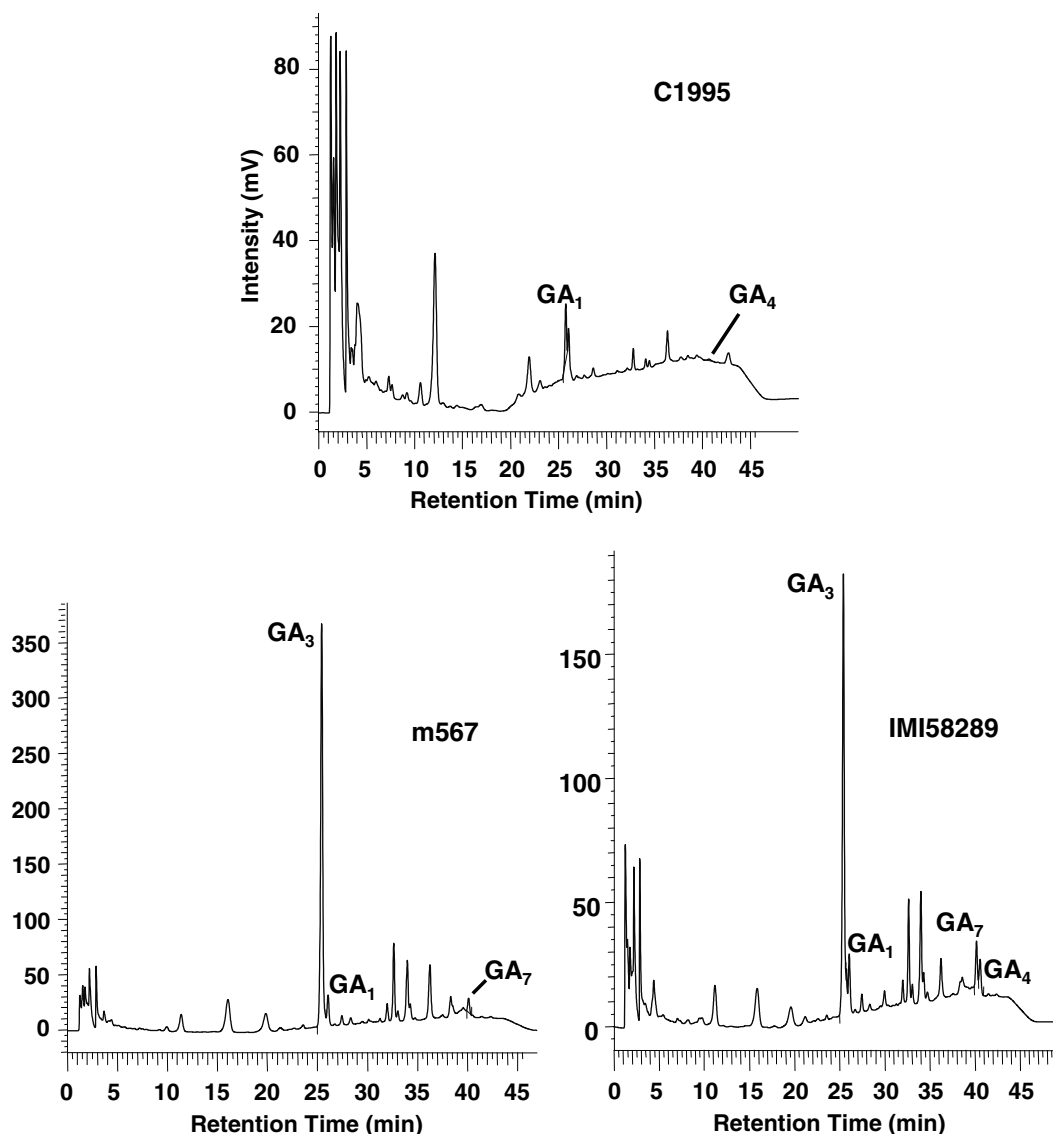 C1995
80
60
40
20
0
Intensity (mV)
GA₁
GA₄
0 5 10 15 20 25 30 35 40 45
Retention Time (min)
m567
350
300
250
200
150
100
50
0
GA₃
GA₁
GA₇
0 5 10 15 20 25 30 35 40 45
Retention Time (min)
IMI58289
150
100
50
0
GA₃
GA₁
GA₇
GA₄
0 5 10 15 20 25 30 35 40 45
Retention Time (min)